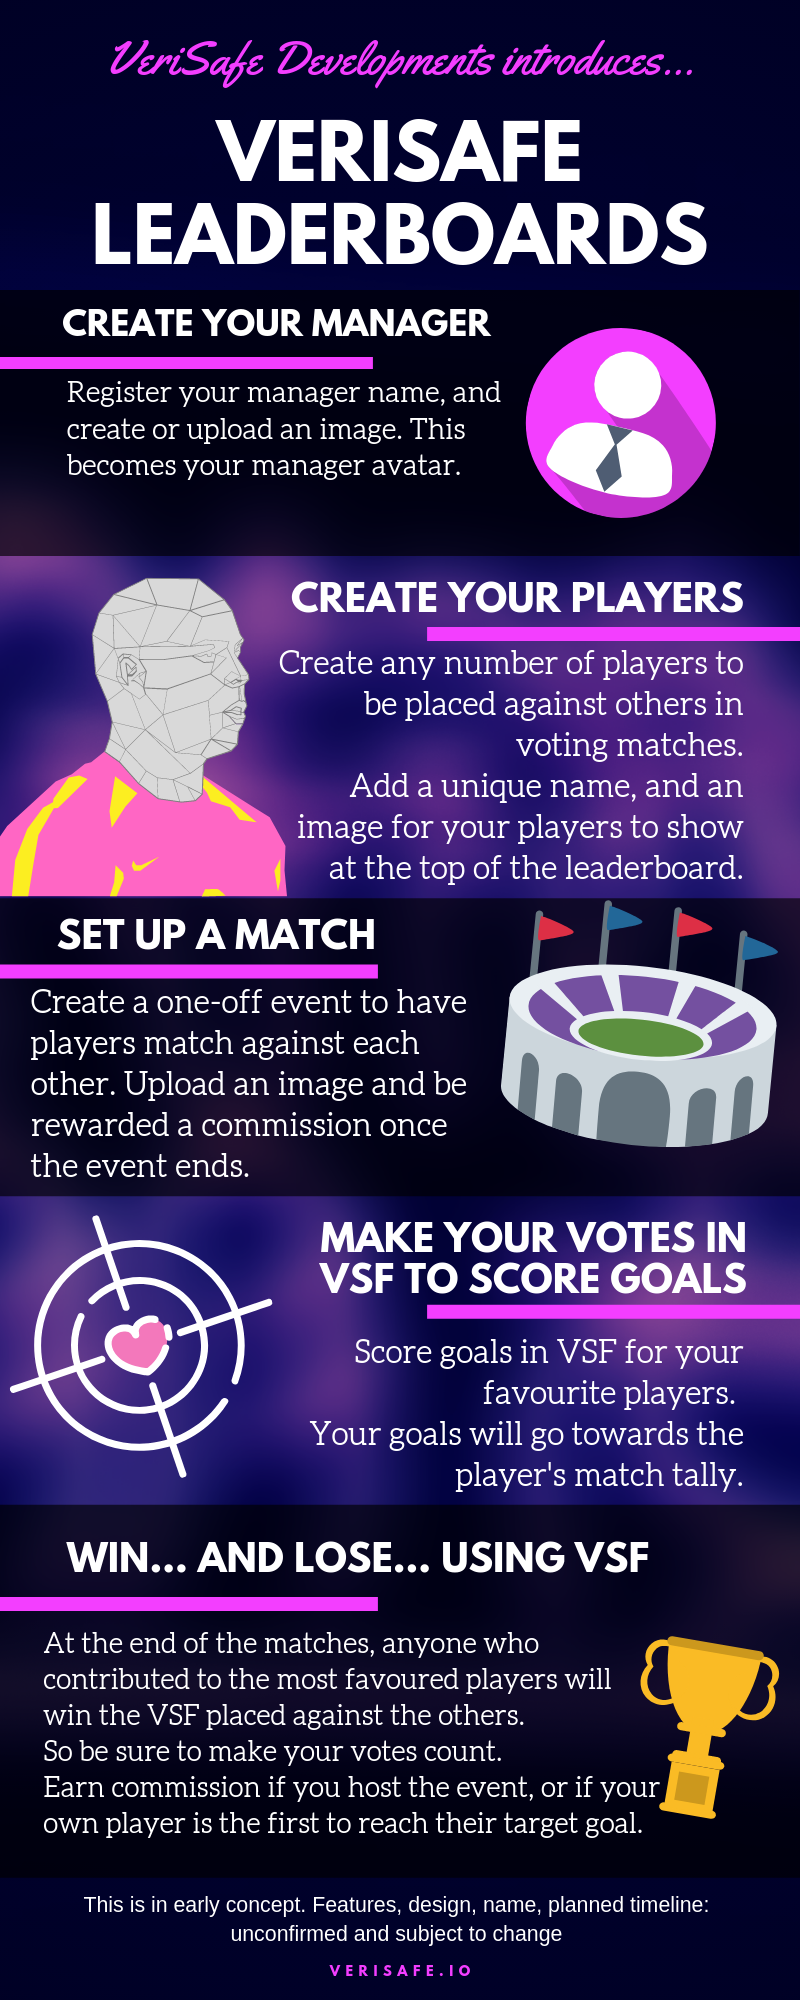 VeriSafe Developments introduces...
VERISAFE
LEADERBOARDS
CREATE YOUR MANAGER
Register your manager name, and
create or upload an image. This
becomes your manager avatar.
CREATE YOUR PLAYERS
Create any number of players to
be placed against others in
voting matches.
Add a unique name, and an
image for your players to show
at the top of the leaderboard.
SET UP A MATCH
Create a one-off event to have
players match against each
other. Upload an image and be
rewarded a commission once
the event ends.
MAKE YOUR VOTES IN
VSF TO SCORE GOALS
Score goals in VSF for your
favourite players.
Your goals will go towards the
player's match tally.
WIN... AND LOSE... USING VSF
At the end of the matches, anyone who
contributed to the most favoured players will
win the VSF placed against the others.
So be sure to make your votes count.
Earn commission if you host the event, or if your
own player is the first to reach their target goal.
This is in early concept. Features, design, name, planned timeline:
unconfirmed and subject to change
VERISAFE.IO